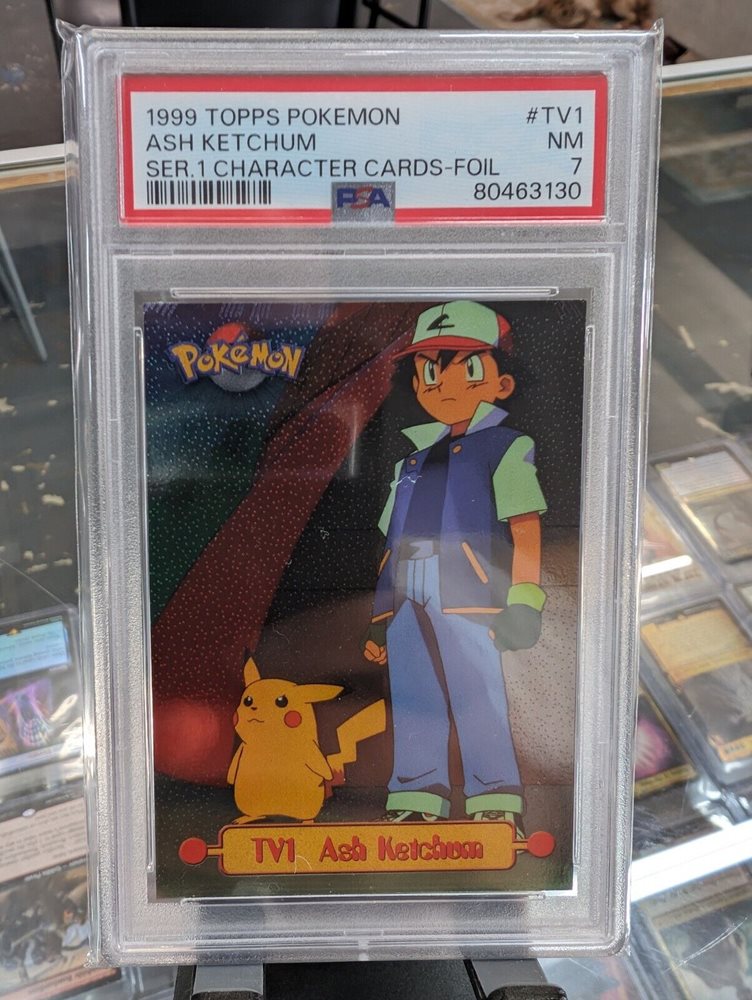 1999 TOPPS POKEMON #TV1
ASH KETCHUM NM
SER.1 CHARACTER CARDS-FOIL 7
PSA 80463130
POKéMON
TV1 Ash Ketchum